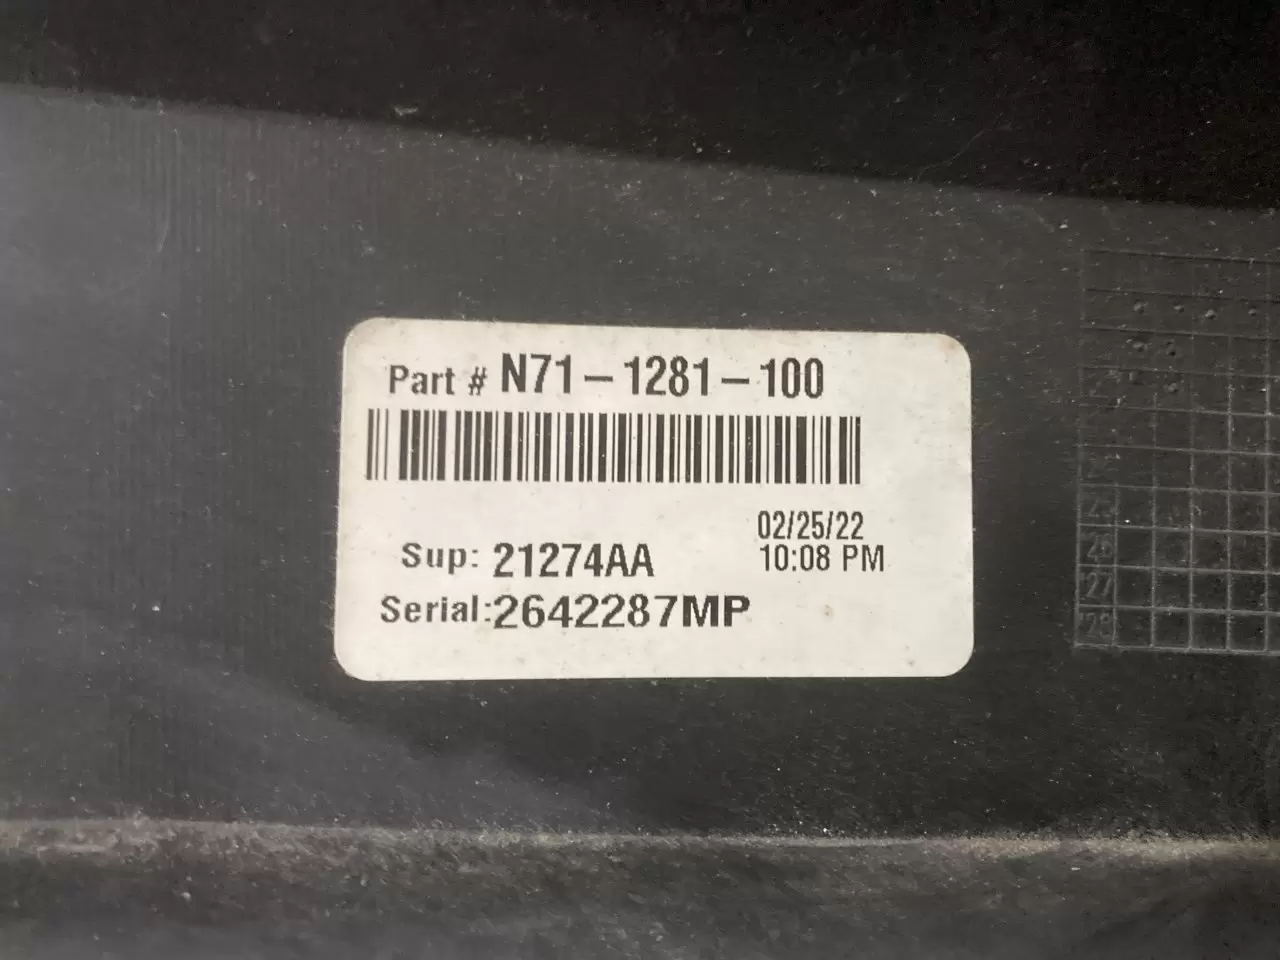 Part # N71-1281-100
02/25/22
Sup: 21274AA 10:08 PM
Serial:2642287MP
25
26
27
28